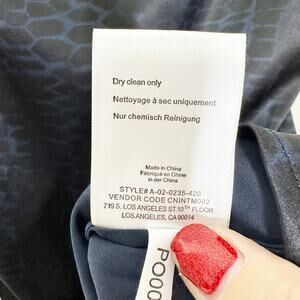 Dry clean only
Nettoyage à sec uniquement
Nur chemisch Reinigung
Made in China
Fabriqué en Chine
in der China
STYLE# A-02-0235-420
VENDOR CODE CNINTM002
719 S. LOS ANGELES ST. 10TH FLOOR
LOS ANGELES, CA 90014
PO00